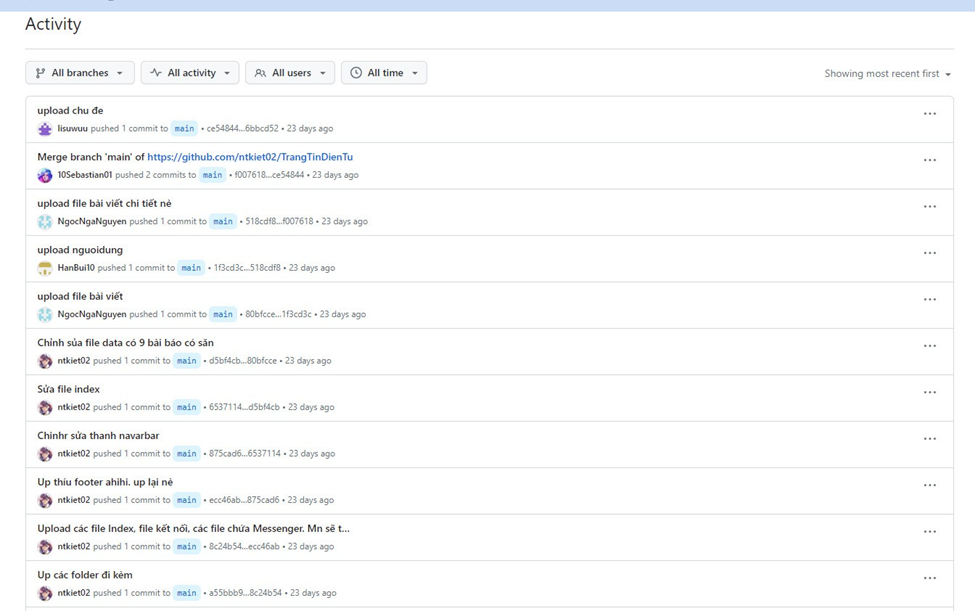 Activity
All branches All activity All users All time Showing most recent first
upload chu đe
lisuwuu pushed 1 commit to main • ce54844...6bbcd52 • 23 days ago
Merge branch 'main' of https://github.com/ntkiet02/TrangTinDienTu
10Sebastian01 pushed 2 commits to main • f007618...ce54844 • 23 days ago
upload file bài viết chi tiết nè
NgocNgaNguyen pushed 1 commit to main • 518cdf8...f007618 • 23 days ago
upload nguoidung
HanBui10 pushed 1 commit to main • 1f3cd3c...518cdf8 • 23 days ago
upload file bài viết
NgocNgaNguyen pushed 1 commit to main • 80bfcce...1f3cd3c • 23 days ago
Chỉnh sủa file data có 9 bài báo có săn
ntkiet02 pushed 1 commit to main • d5bf4cb...80bfcce • 23 days ago
Sửa file index
ntkiet02 pushed 1 commit to main • 6537114...d5bf4cb • 23 days ago
Chinhr sửa thanh navarbar
ntkiet02 pushed 1 commit to main • 875cad6...6537114 • 23 days ago
Up thíu footer ahihi. up lại nè
ntkiet02 pushed 1 commit to main • ecc46ab...875cad6 • 23 days ago
Upload các file Index, file kết nối, các file chứa Messenger. Mn sẽ t...
ntkiet02 pushed 1 commit to main • 8c24b54...ecc46ab • 23 days ago
Up các folder đi kèm
ntkiet02 pushed 1 commit to main • a55bbb9...8c24b54 • 23 days ago